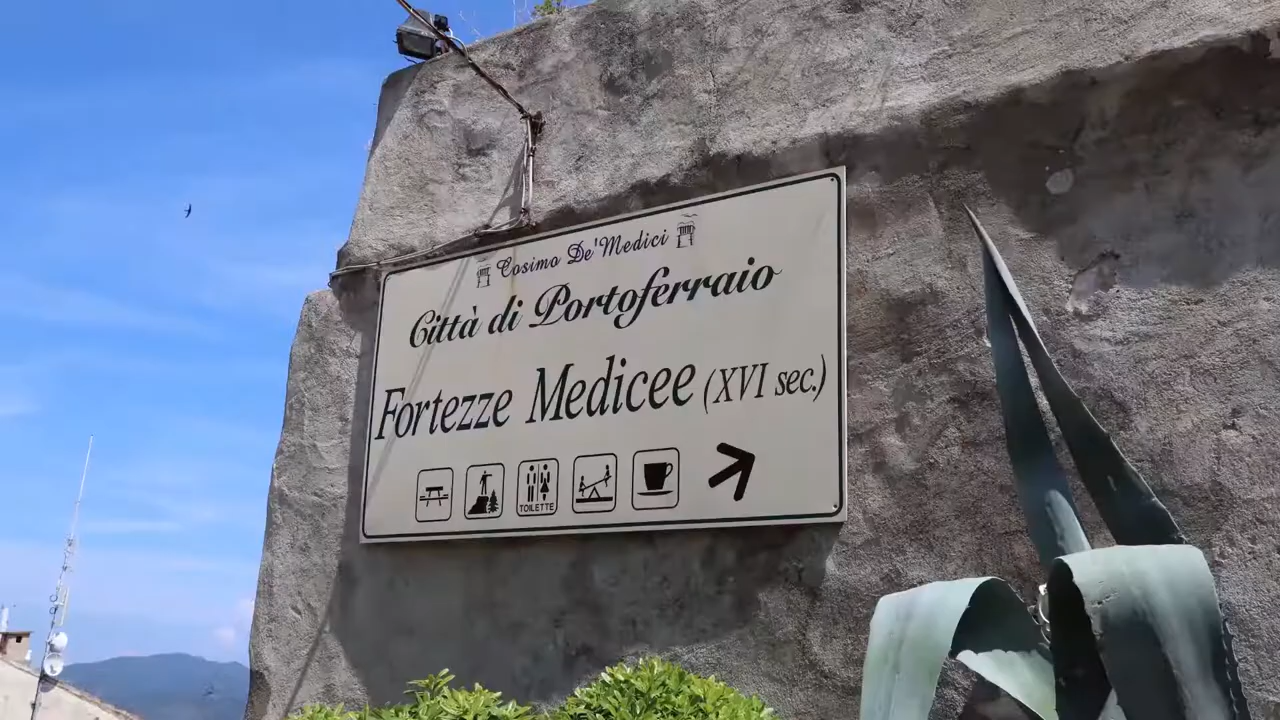 Cosimo De' Medici
Città di Portoferraio
Fortezze Medicee (XVI sec.)
TOILETTE